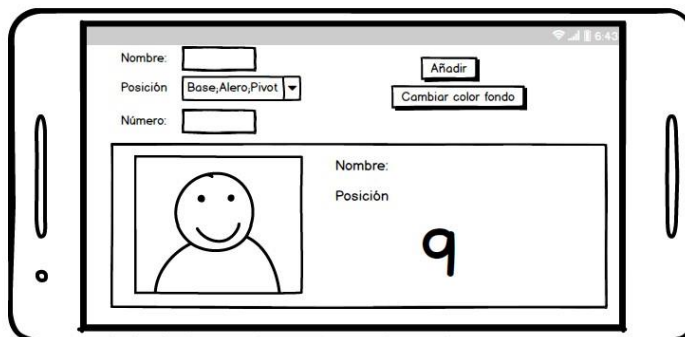 6:43
Nombre:
Añadir
Posición Base;Alero;Pivot
Cambiar color fondo
Número:
Nombre:
Posición
9